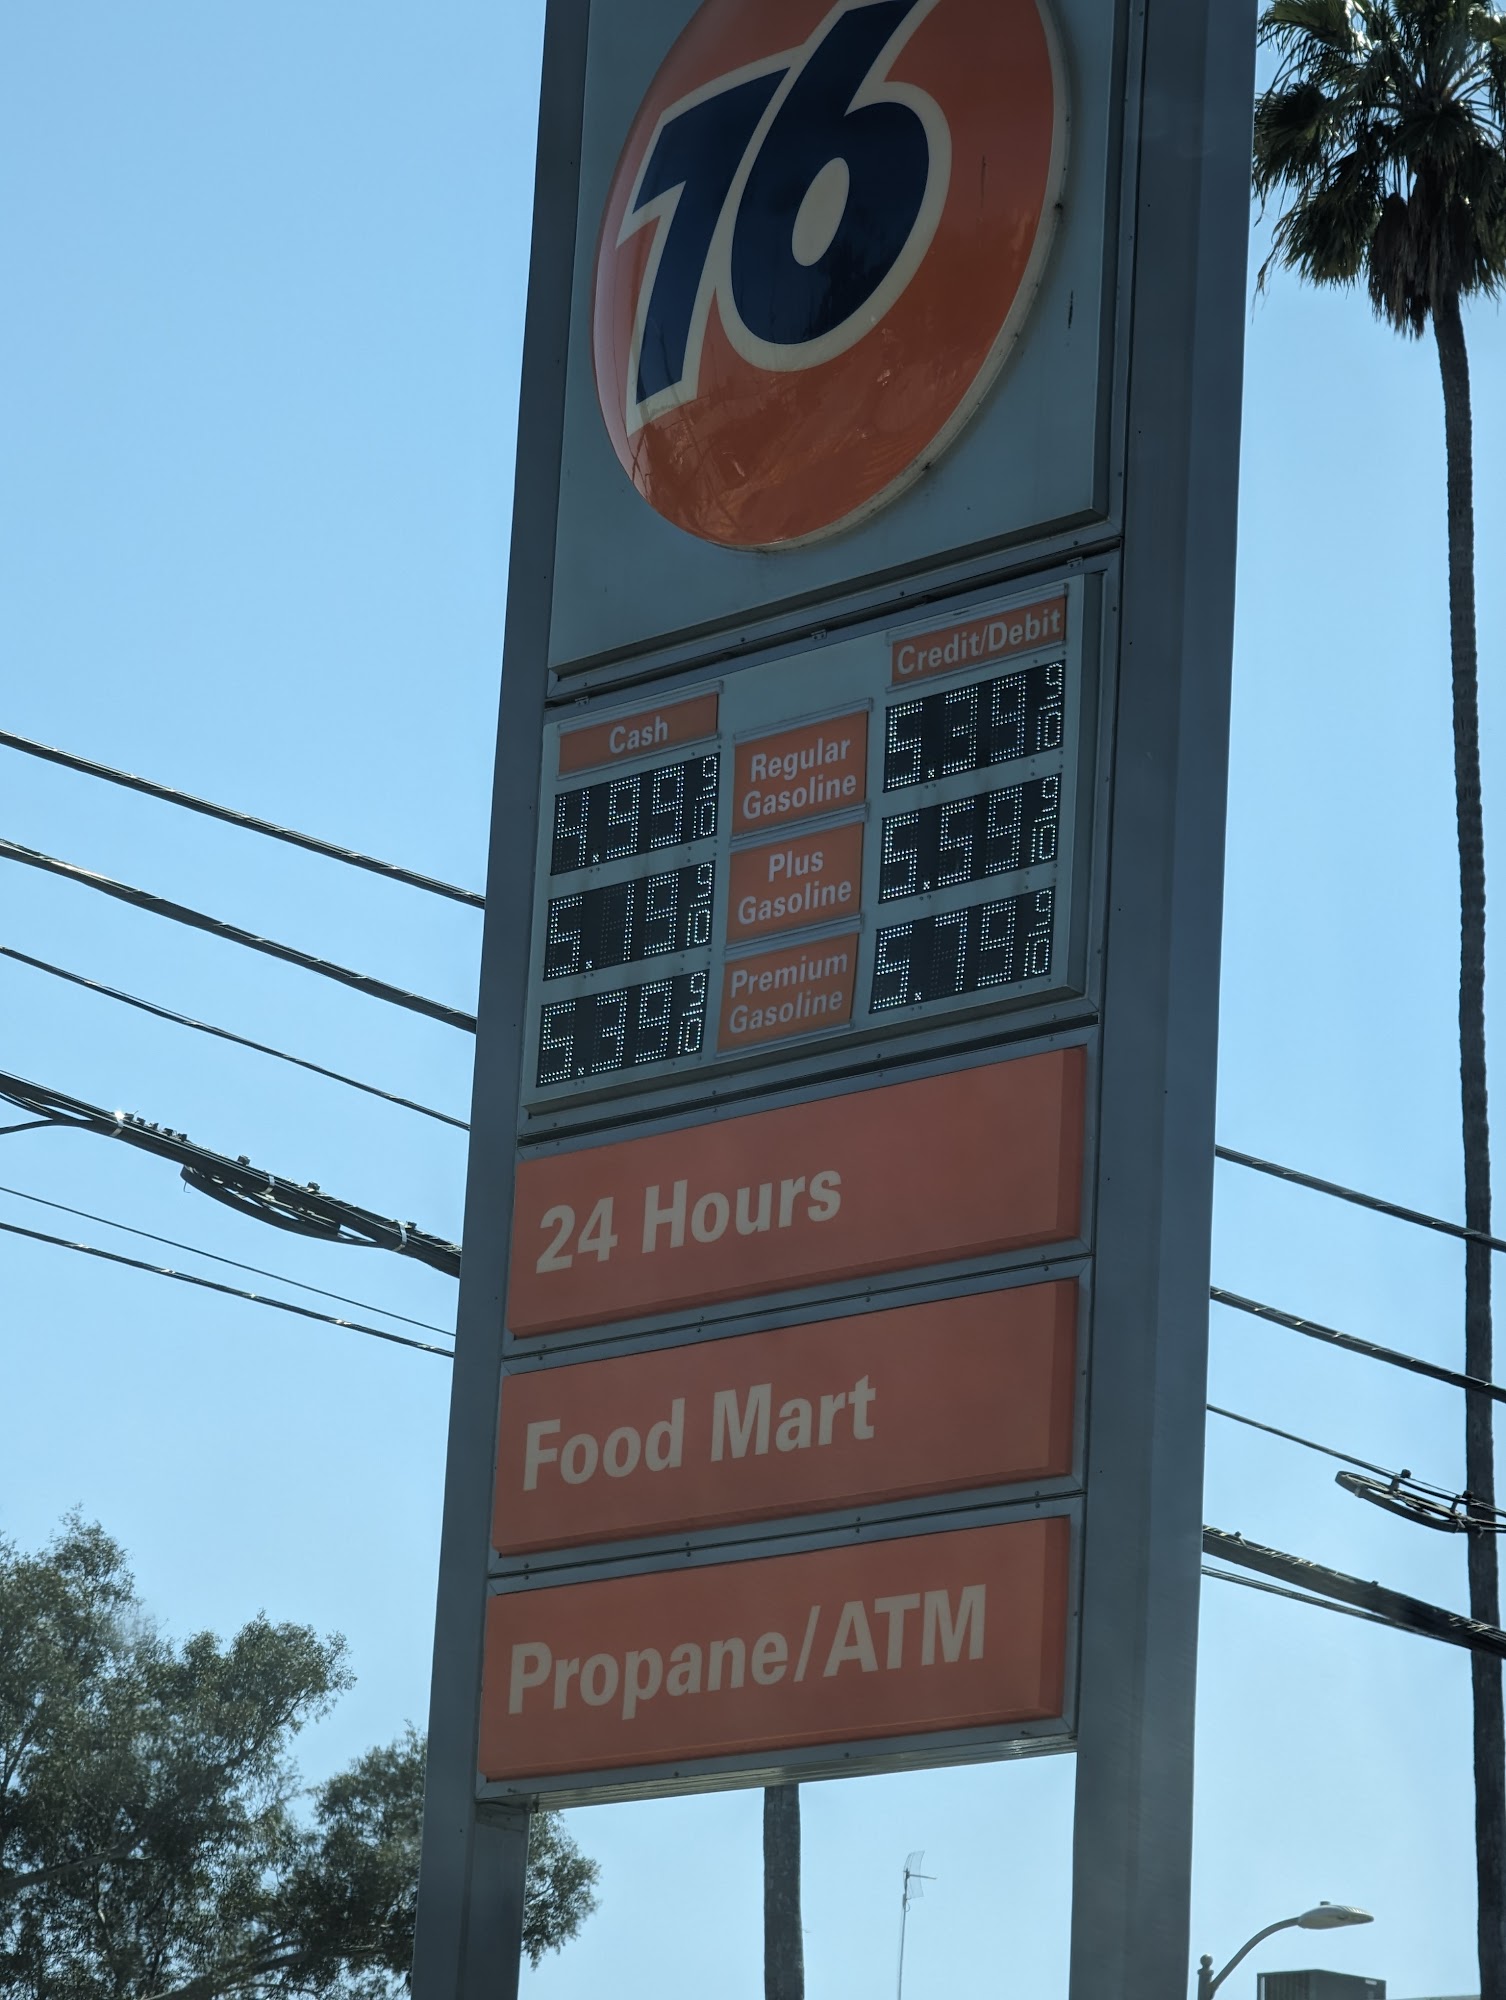 76
Credit/Debit
Cash
4.99 9/10
Regular
Gasoline
5.39 9/10
5.19 9/10
Plus
Gasoline
5.59 9/10
5.39 9/10
Premium
Gasoline
5.79 9/10
24 Hours
Food Mart
Propane/ATM